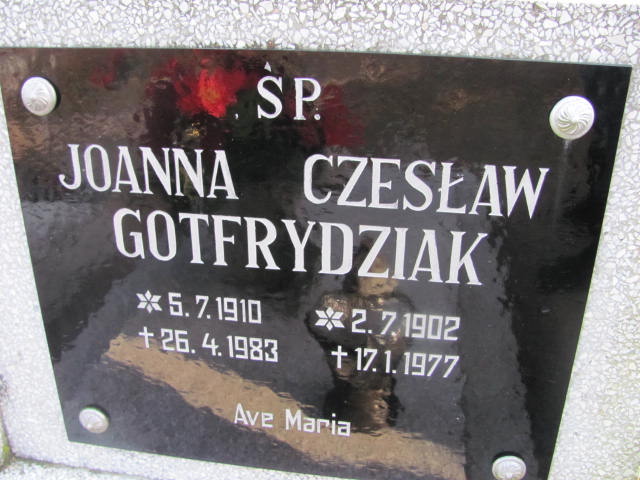 ŚP.
JOANNA CZESŁAW
GOTFRYDZIAK
* 5.7.1910 * 2.7.1902
† 26.4.1983 † 17.1.1977
Ave Maria